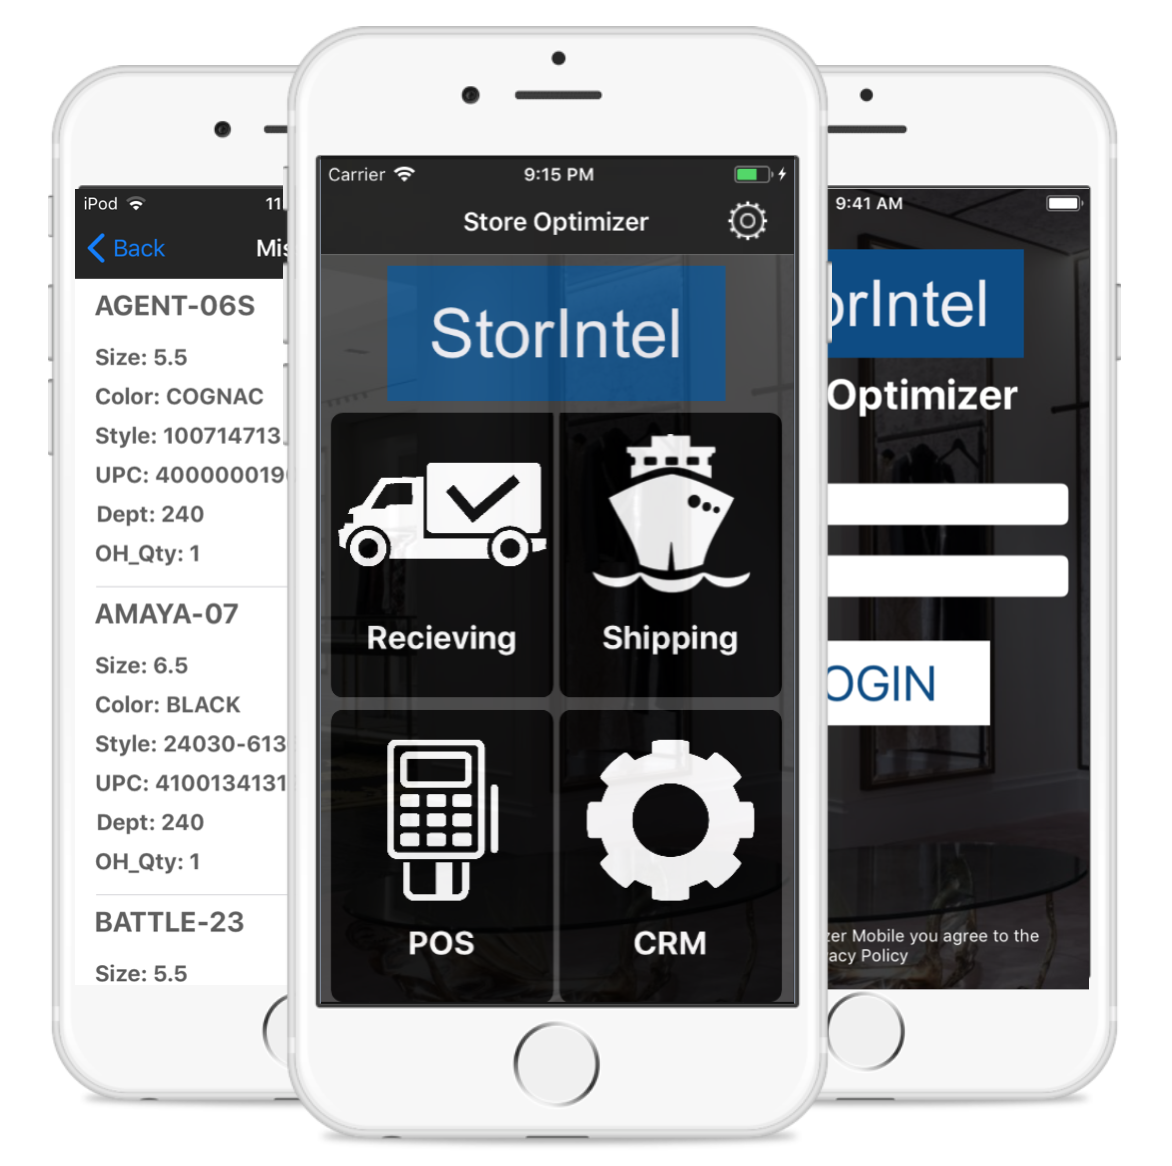 iPod
11
Back
Mis
AGENT-06S
Size: 5.5
Color: COGNAC
Style: 100714713
UPC: 400000019
Dept: 240
OH_Qty: 1
AMAYA-07
Size: 6.5
Color: BLACK
Style: 24030-613
UPC: 4100134131
Dept: 240
OH_Qty: 1
BATTLE-23
Size: 5.5
Carrier
9:15 PM
Store Optimizer
StorIntel
Recieving
Shipping
POS
CRM
9:41 AM
orIntel
Optimizer
OGIN
zer Mobile you agree to the
acy Policy